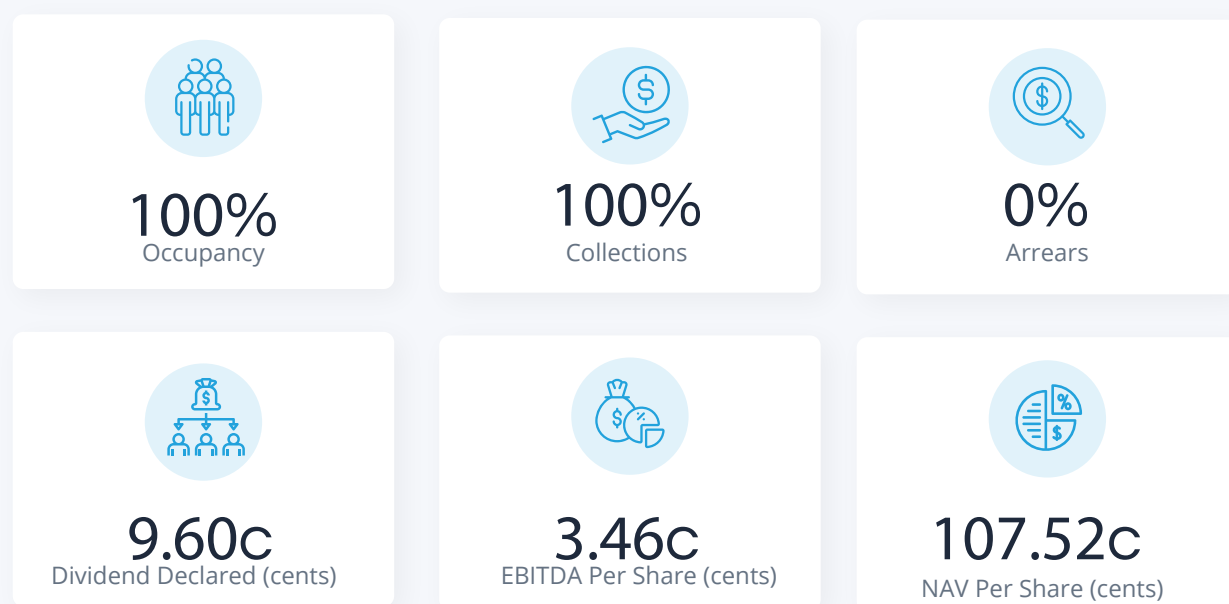 100%
Occupancy
100%
Collections
0%
Arrears
9.60c
Dividend Declared (cents)
3.46c
EBITDA Per Share (cents)
107.52c
NAV Per Share (cents)